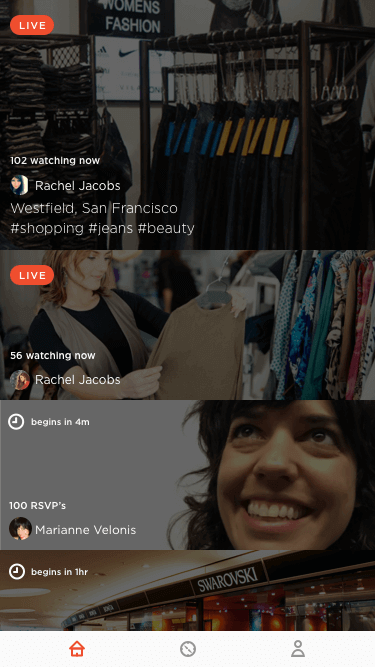 WOMENS
FASHION
LIVE
102 watching now
Rachel Jacobs
Westfield, San Francisco
#shopping #jeans #beauty
LIVE
56 watching now
Rachel Jacobs
begins in 4m
100 RSVP's
Marianne Velonis
begins in 1hr
SWAROVSKI